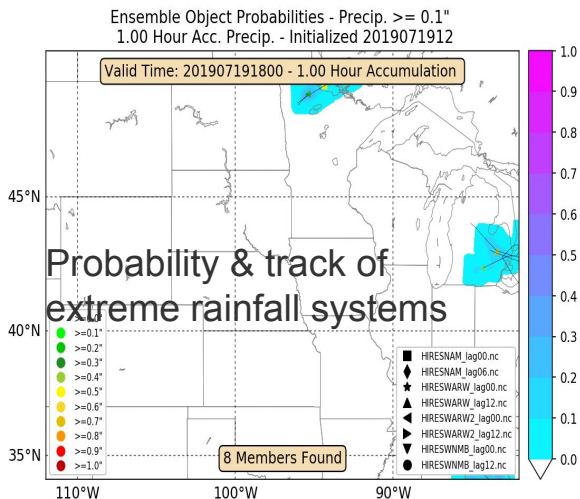 Ensemble Object Probabilities - Precip. >= 0.1"
1.00 Hour Acc. Precip. - Initialized 2019071912
Valid Time: 201907191800 - 1.00 Hour Accumulation
1.0
0.9
0.8
0.7
0.6
0.5
0.4
0.3
0.2
0.1
0.0
45°N
40°N
35°N
Probability & track of
extreme rainfall systems
>=0.1"
>=0.2"
>=0.3"
>=0.4"
>=0.5"
>=0.6"
>=0.7"
>=0.8"
>=0.9"
>=1.0"
HIRESNAM_lag00.nc
HIRESNAM_lag06.nc
HIRESWARW_lag00.nc
HIRESWARW_lag12.nc
HIRESWARW2_lag00.nc
HIRESWARW2_lag12.nc
HIRESWNMB_lag00.nc
HIRESWNMB_lag12.nc
8 Members Found
110°W
100°W
90°W